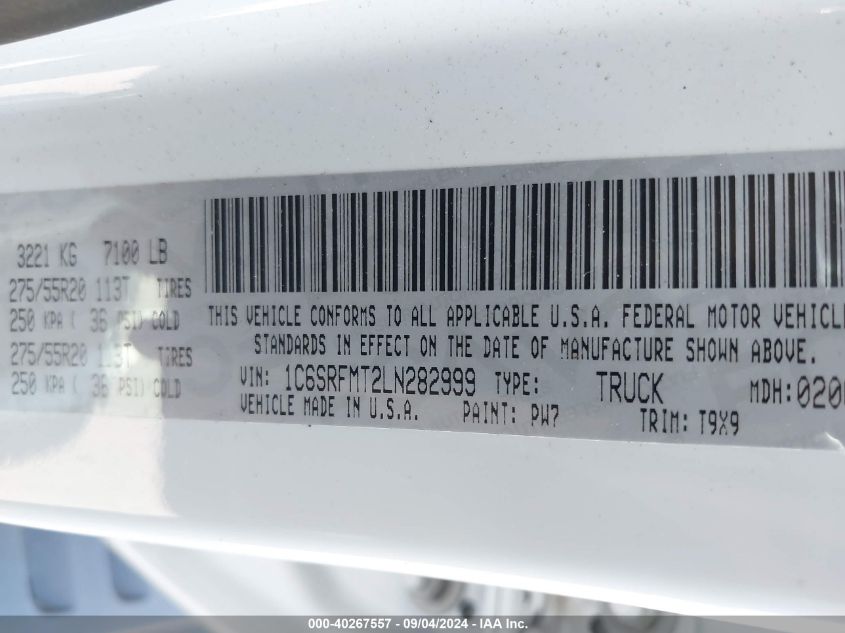 3221 KG 7100 LB
275/55R20 113T TIRES
250 KPA ( 36 PSI) COLD
275/55R20 113T TIRES
250 KPA ( 36 PSI) COLD
THIS VEHICLE CONFORMS TO ALL APPLICABLE U.S.A. FEDERAL MOTOR VEHICLE
STANDARDS IN EFFECT ON THE DATE OF MANUFACTURE SHOWN ABOVE.
VIN: 1C6SRFMT2LN282999 TYPE: TRUCK MDH:020
VEHICLE MADE IN U.S.A. PAINT: PW7 TRIM: T9X9
000-40267557 - 09/04/2024 - IAA Inc.